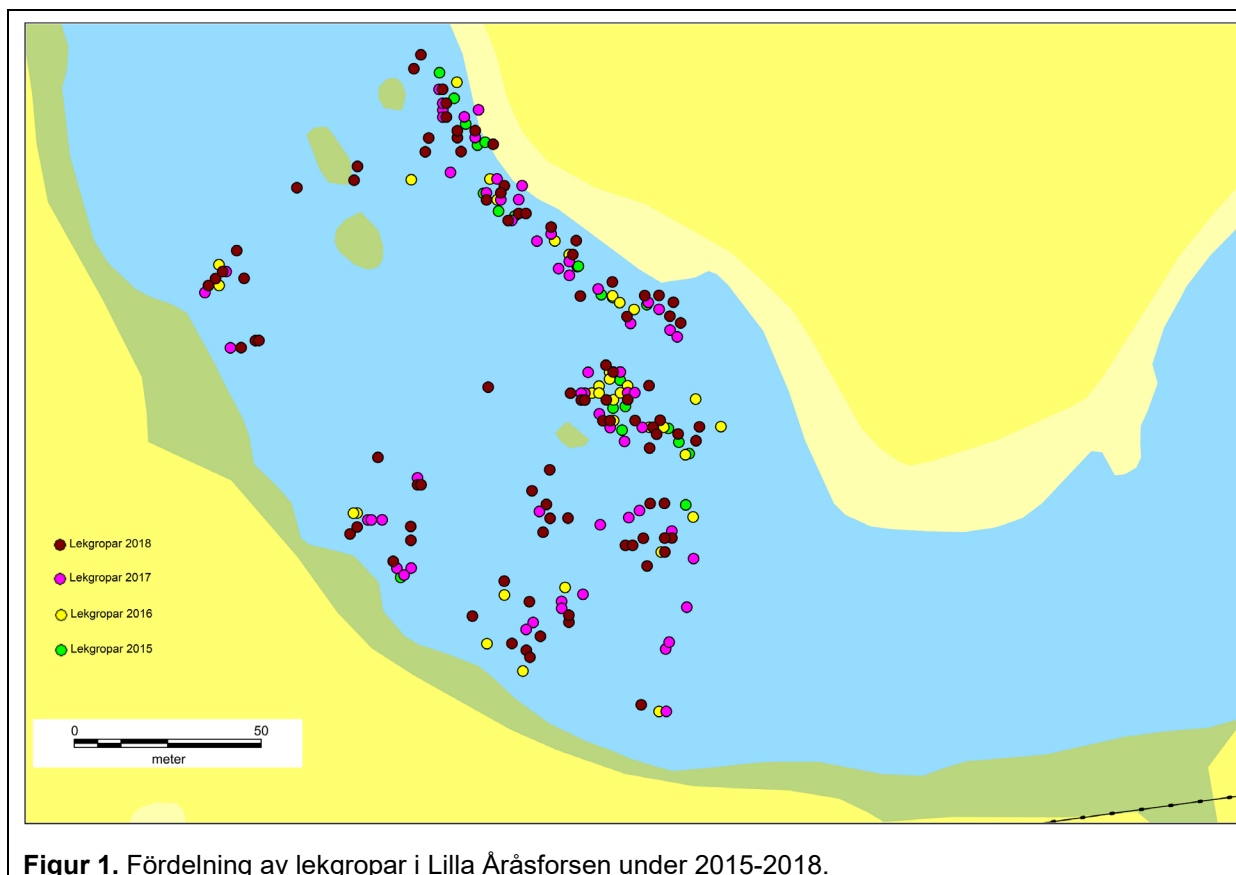 Lekgropar 2018
Lekgropar 2017
Lekgropar 2016
Lekgropar 2015
0 50
meter
Figur 1. Fördelning av lekgropar i Lilla Åråsforsen under 2015-2018.